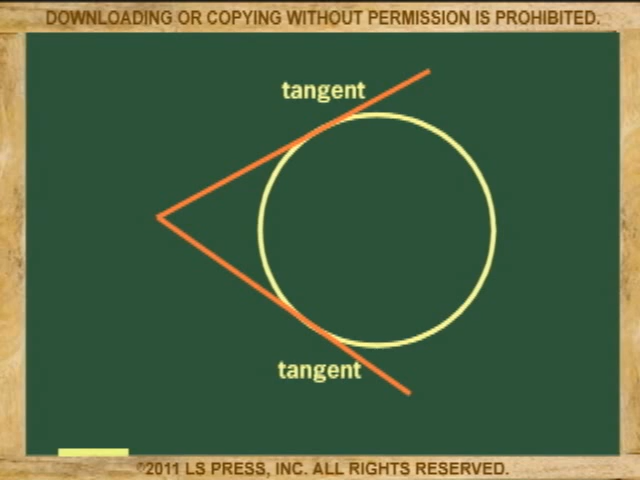 DOWNLOADING OR COPYING WITHOUT PERMISSION IS PROHIBITED.
tangent
tangent
©2011 LS PRESS, INC. ALL RIGHTS RESERVED.